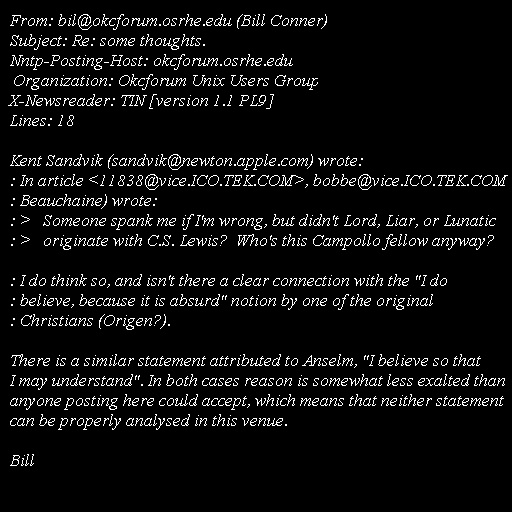 From: bil@okcforum.osrhe.edu (Bill Conner)
Subject: Re: some thoughts.
Nntp-Posting-Host: okcforum.osrhe.edu
Organization: Okcforum Unix Users Group
X-Newsreader: TIN [version 1.1 PL9]
Lines: 18

Kent Sandvik (sandvik@newton.apple.com) wrote:
: In article <11838@vice.ICO.TEK.COM>, bobbe@vice.ICO.TEK.COM
: Beauchaine) wrote:
: >   Someone spank me if I'm wrong, but didn't Lord, Liar, or Lunatic
: >   originate with C.S. Lewis?  Who's this Campollo fellow anyway?

: I do think so, and isn't there a clear connection with the "I do
: believe, because it is absurd" notion by one of the original
: Christians (Origen?).

There is a similar statement attributed to Anselm, "I believe so that
I may understand". In both cases reason is somewhat less exalted than
anyone posting here could accept, which means that neither statement
can be properly analysed in this venue.

Bill